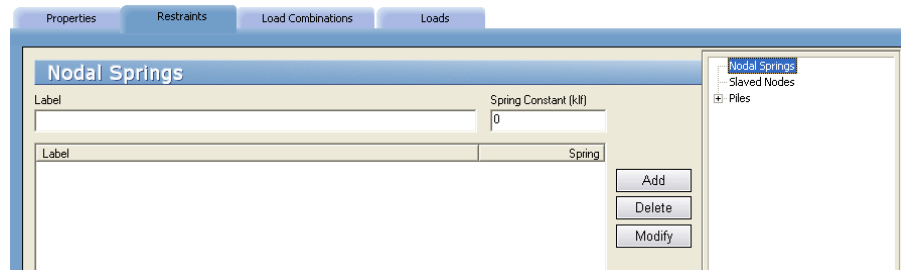 Properties Restraints Load Combinations Loads
Nodal Springs
Label Spring Constant (klf)
0
Label Spring
Add
Delete
Modify
Nodal Springs
Slaved Nodes
Piles